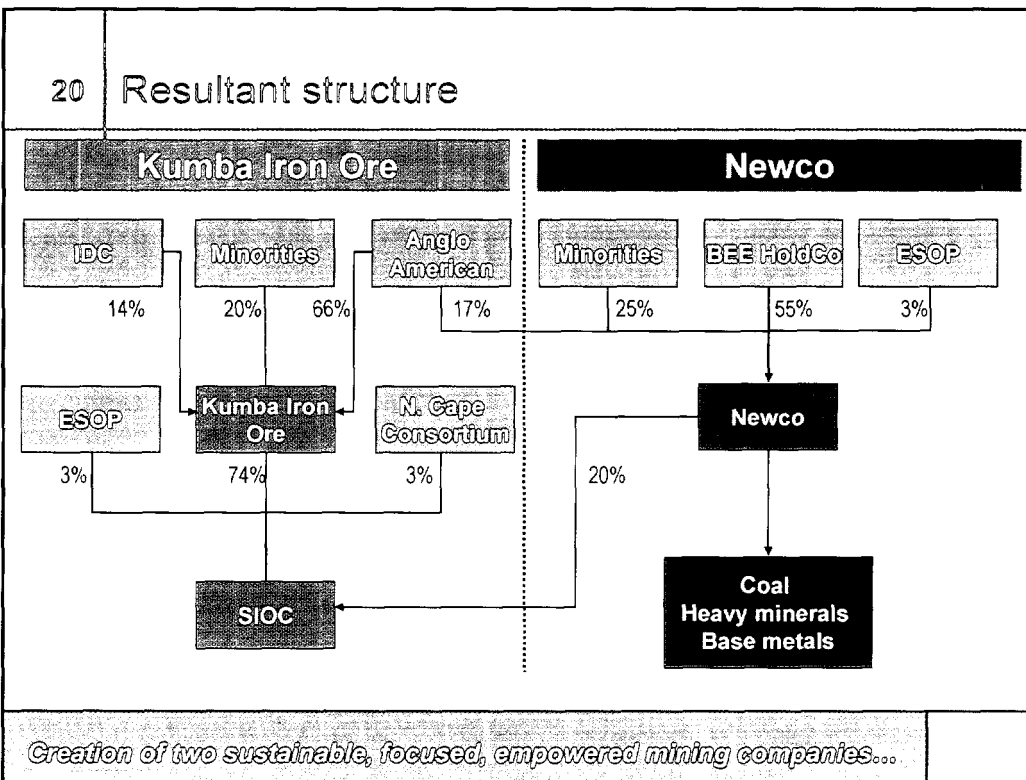 20
Resultant structure
Kumba Iron Ore
Newco
IDC
Minorities
Anglo
American
Minorities
BEE HoldCo
ESOP
14%
20%
66%
17%
25%
55%
3%
ESOP
Kumba Iron
Ore
N. Cape
Consortium
Newco
3%
74%
3%
20%
SIOC
Coal
Heavy minerals
Base metals
Creation of two sustainable, focused, empowered mining companies...